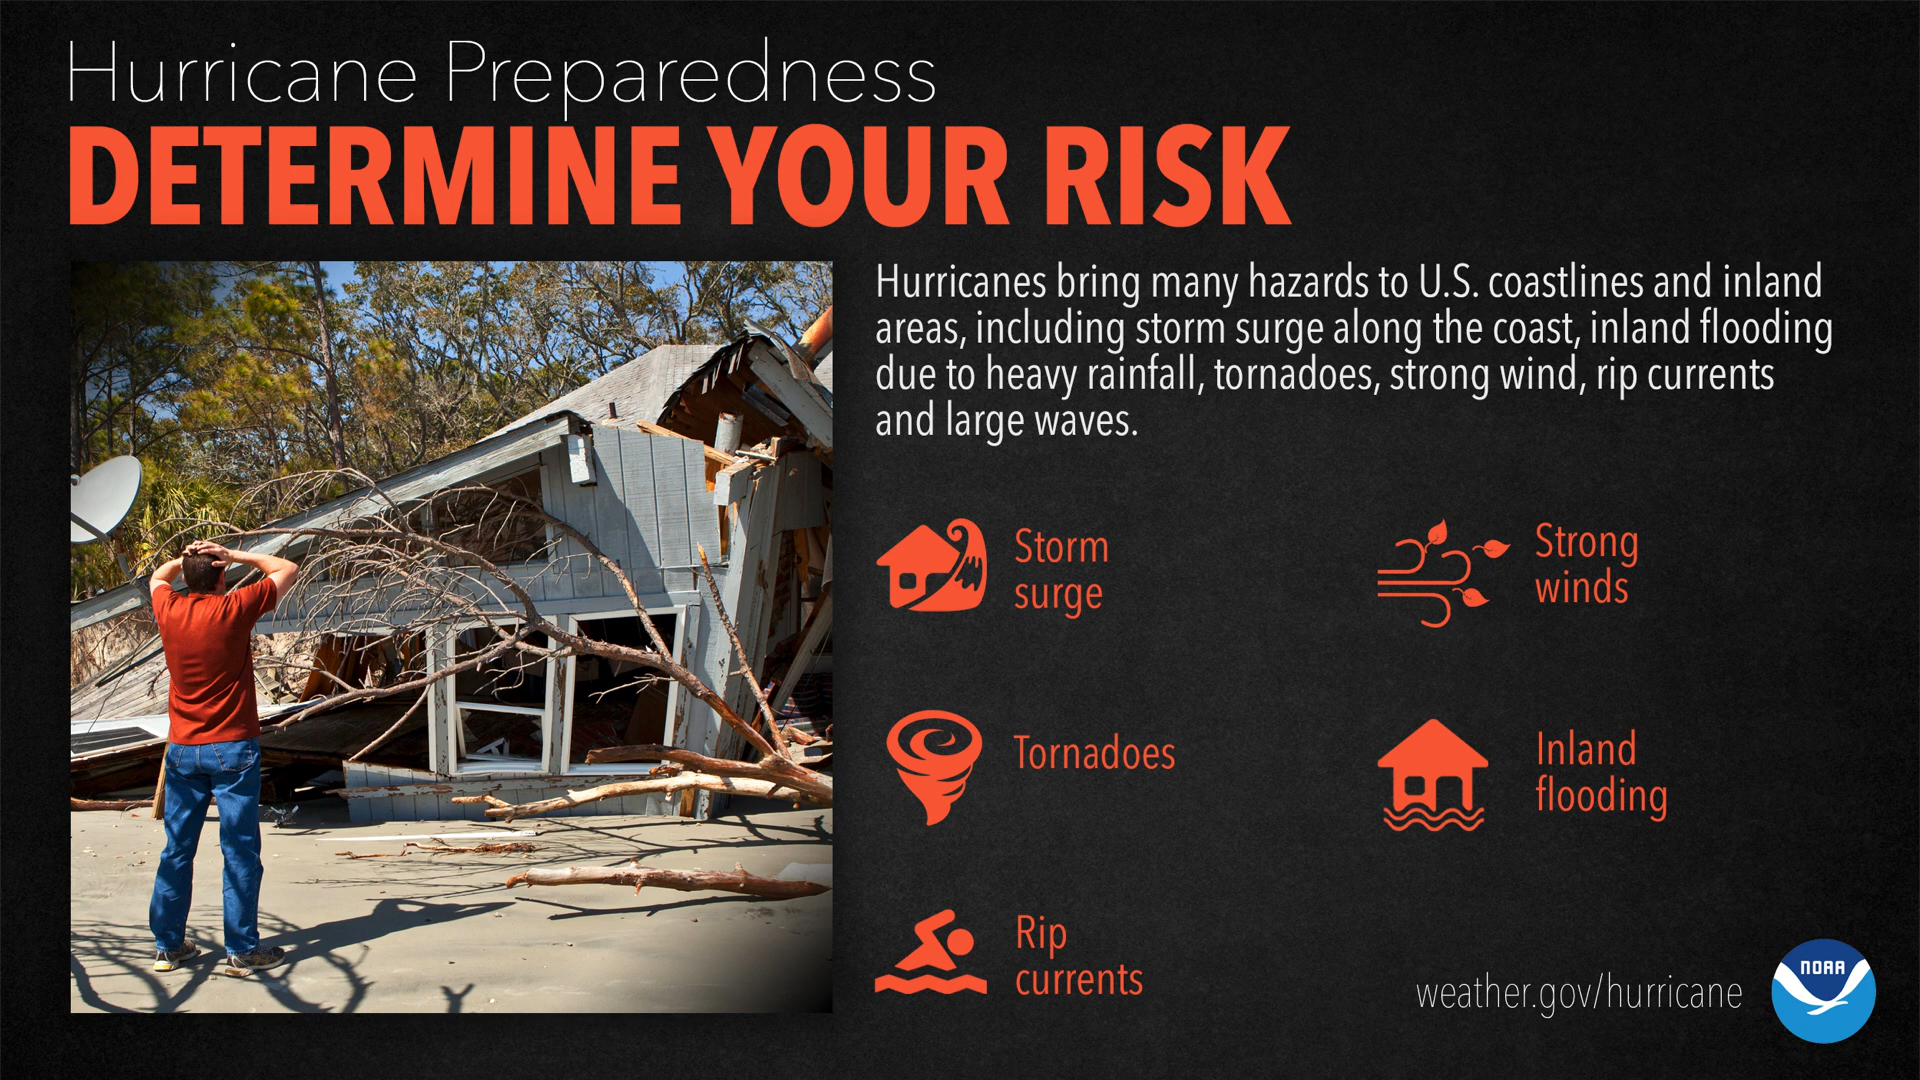 Hurricane Preparedness
DETERMINE YOUR RISK
Hurricanes bring many hazards to U.S. coastlines and inland
areas, including storm surge along the coast, inland flooding
due to heavy rainfall, tornadoes, strong wind, rip currents
and large waves.
Storm
surge
Strong
winds
Tornadoes
Inland
flooding
Rip
currents
weather.gov/hurricane
NOAA